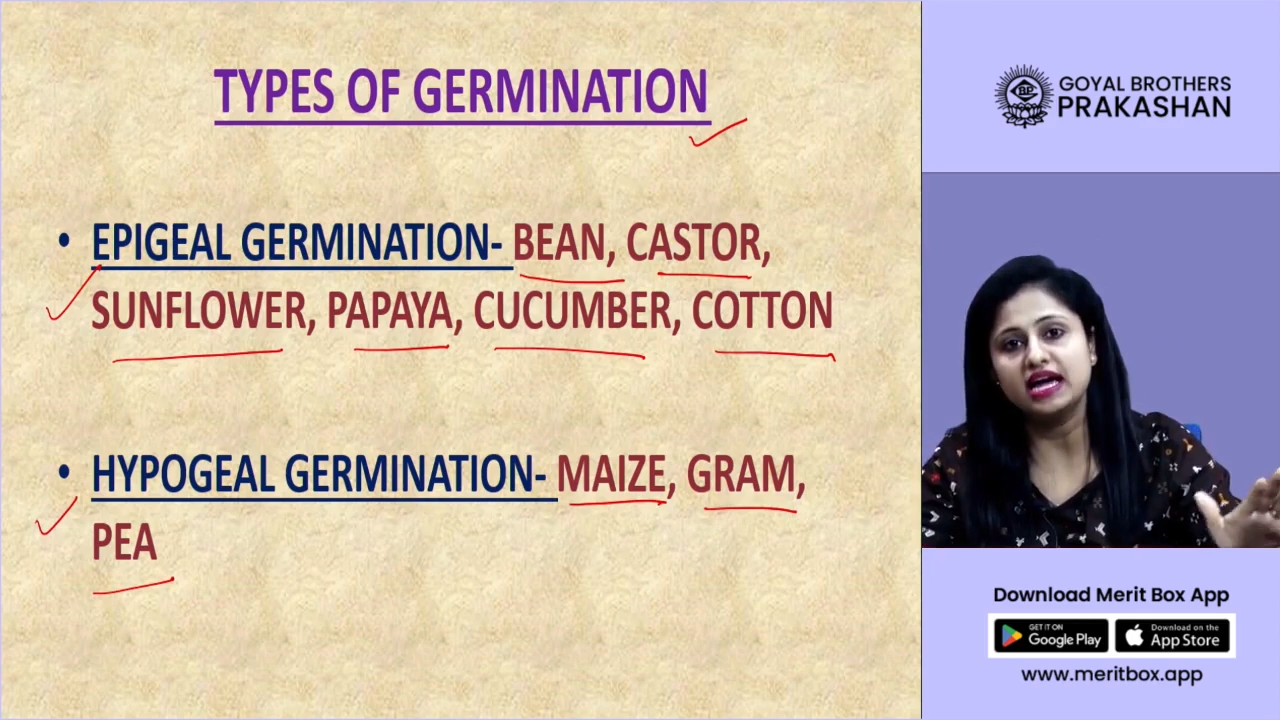 TYPES OF GERMINATION
• EPIGEAL GERMINATION- BEAN, CASTOR,
SUNFLOWER, PAPAYA, CUCUMBER, COTTON
• HYPOGEAL GERMINATION- MAIZE, GRAM,
PEA
GBP
GOYAL BROTHERS
PRAKASHAN
Download Merit Box App
GET IT ON
Google Play
Download on the
App Store
www.meritbox.app